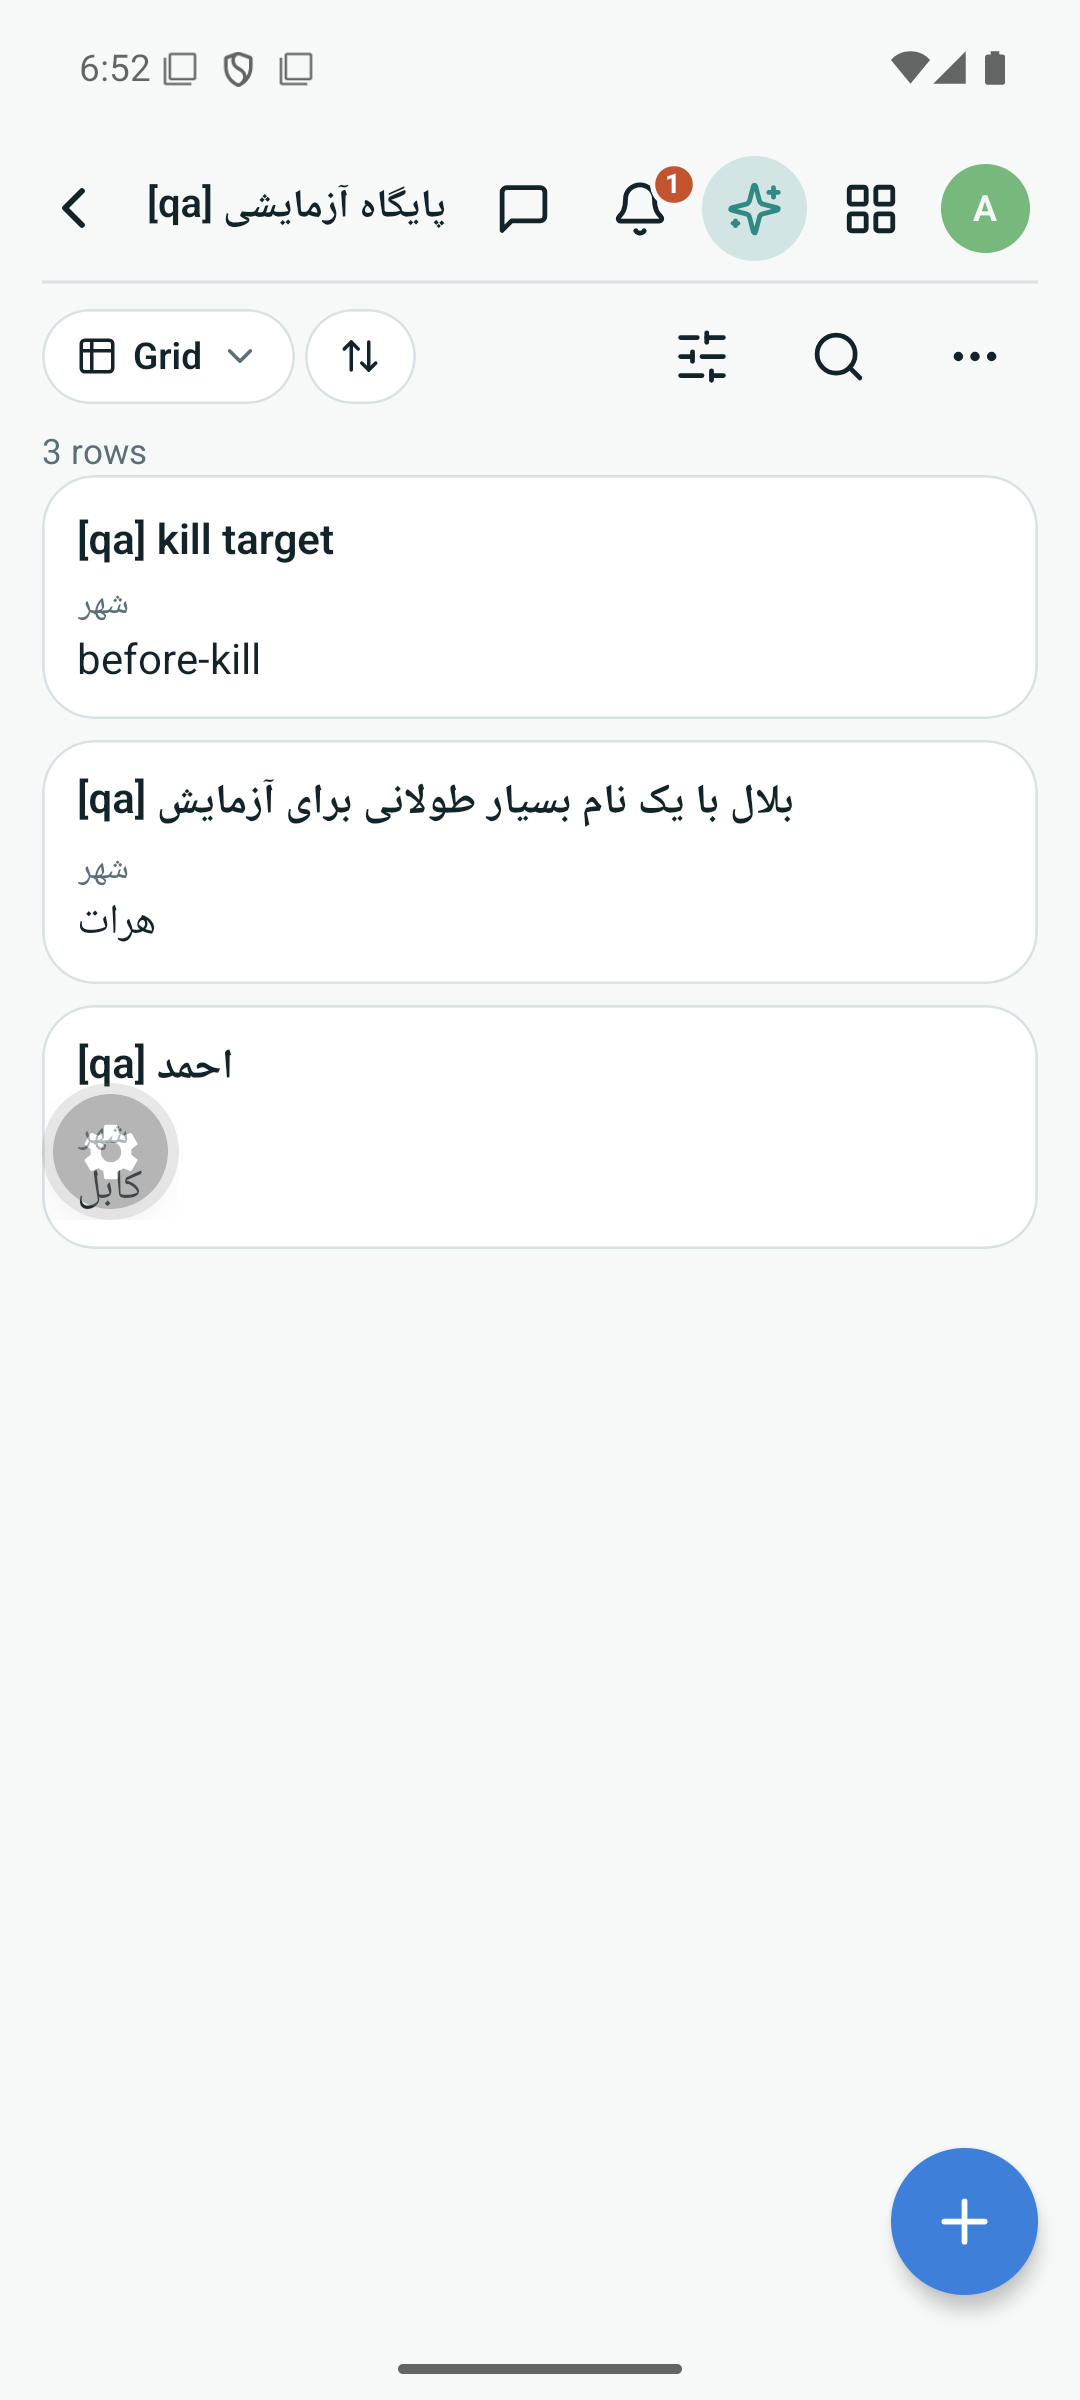 6:52
[qa] پایگاه آزمایشی
1
A
Grid
3 rows
[qa] kill target
شهر
before-kill
[qa] بلال با یک نام بسیار طولانی برای آزمایش
شهر
هرات
[qa] احمد
شهر
کابل